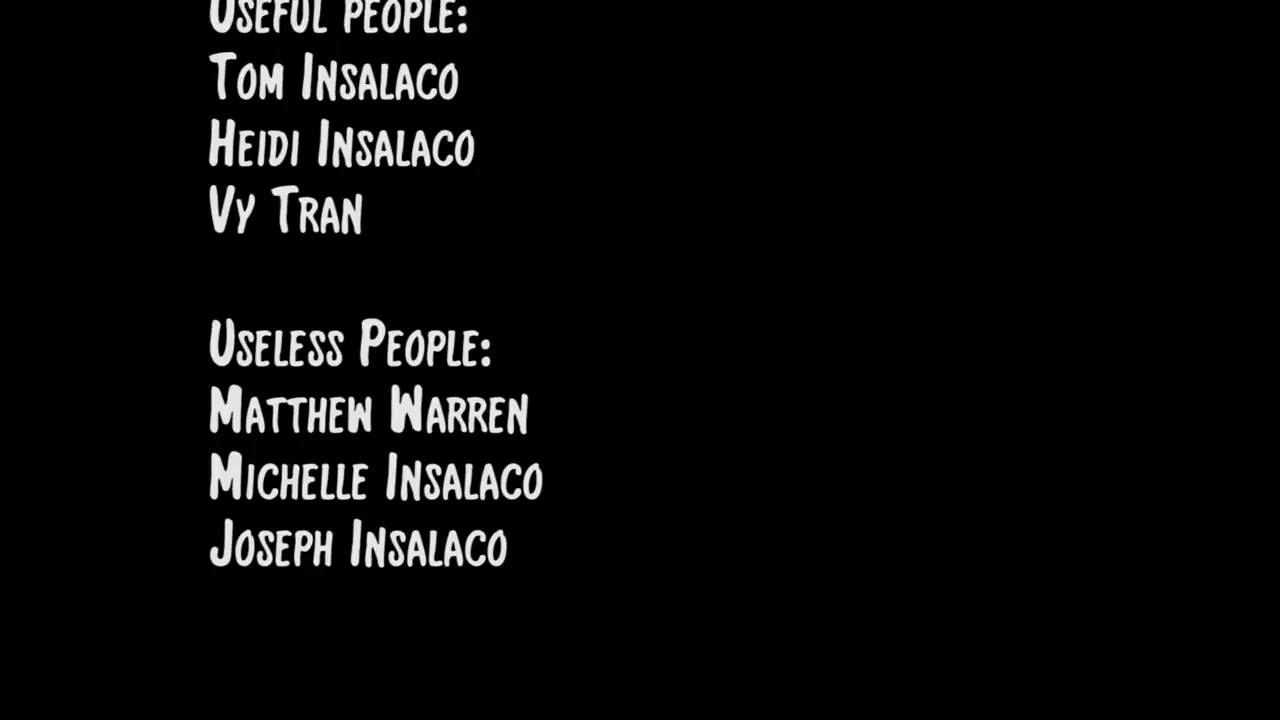 Useful people:
Tom Insalaco
Heidi Insalaco
Vy Tran
Useless People:
Matthew Warren
Michelle Insalaco
Joseph Insalaco